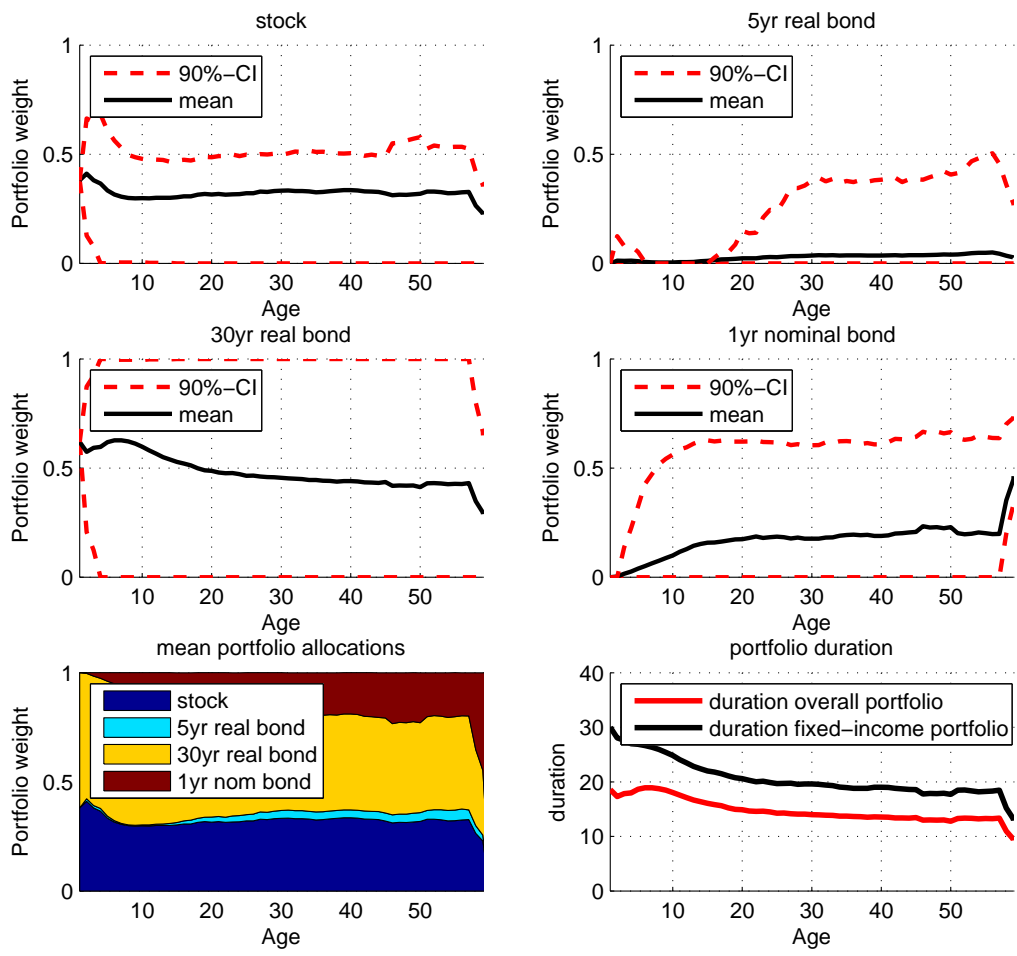 stock
Portfolio weight
1
0.5
0
90%−CI
mean
10 20 30 40 50
Age
5yr real bond
Portfolio weight
1
0.5
0
90%−CI
mean
10 20 30 40 50
Age
30yr real bond
Portfolio weight
1
0.5
0
90%−CI
mean
10 20 30 40 50
Age
1yr nominal bond
Portfolio weight
1
0.5
0
90%−CI
mean
10 20 30 40 50
Age
mean portfolio allocations
Portfolio weight
1
0.5
0
stock
5yr real bond
30yr real bond
1yr nom bond
10 20 30 40 50
Age
portfolio duration
duration
40
30
20
10
0
duration overall portfolio
duration fixed−income portfolio
10 20 30 40 50
Age